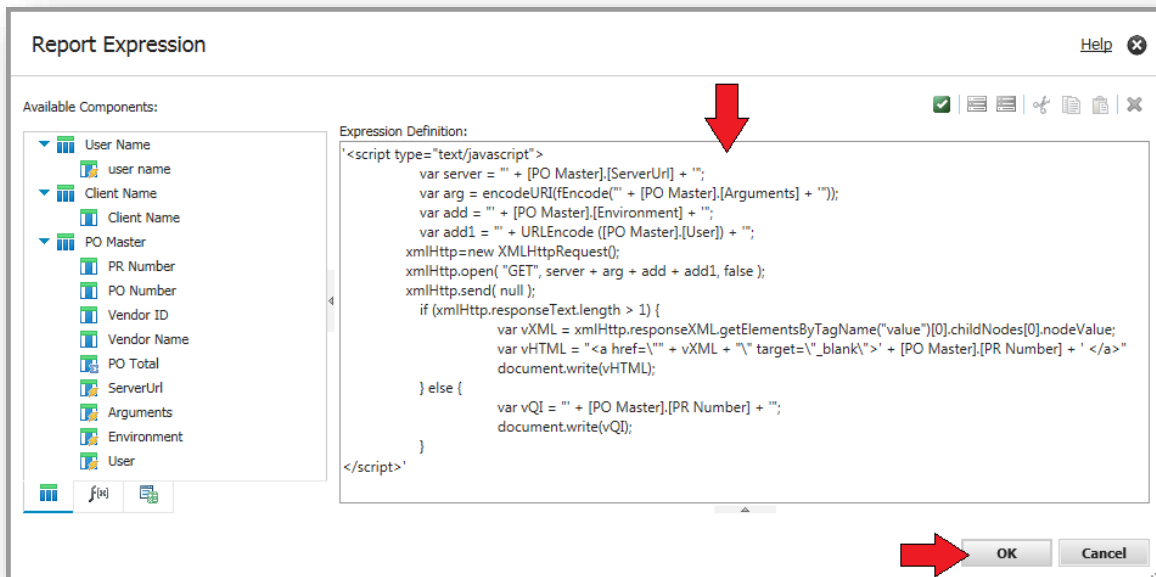 Report Expression
Help
Available Components:
User Name
user name
Client Name
Client Name
PO Master
PR Number
PO Number
Vendor ID
Vendor Name
PO Total
ServerUrl
Arguments
Environment
User
f(x)
Expression Definition:
'<script type="text/javascript">
var server = "' + [PO Master].[ServerUrl] + '";
var arg = encodeURI(fEncode("' + [PO Master].[Arguments] + '"));
var add = "' + [PO Master].[Environment] + '";
var add1 = "' + URLEncode ([PO Master].[User]) + '";
xmlHttp=new XMLHttpRequest();
xmlHttp.open( "GET", server + arg + add + add1, false );
xmlHttp.send( null );
if (xmlHttp.responseText.length > 1) {
var vXML = xmlHttp.responseXML.getElementsByTagName("value")[0].childNodes[0].nodeValue;
var vHTML = "<a href=\"" + vXML + "\" target=\"_blank\">' + [PO Master].[PR Number] + ' </a>"
document.write(vHTML);
} else {
var vQI = "' + [PO Master].[PR Number] + '";
document.write(vQI);
}
</script>'
OK
Cancel